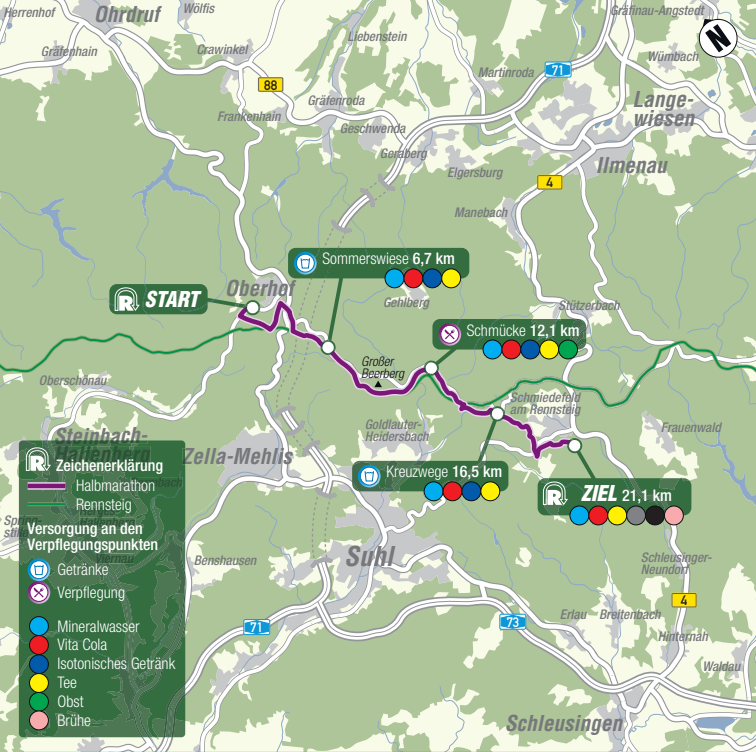 Herrenhof
Ohrdruf
Wölfis
Gräfinau-Angstedt
N
Gräfenhain
Crawinkel
Liebenstein
Wümbach
71
Martinroda
88
Gräfenroda
Lange-
wiesen
Frankenhain
Geschwenda
Geraberg
Elgersburg
Ilmenau
4
Manebach
Sommerswiese 6,7 km
Oberhof
START
Gehlberg
Stützerbach
Schmücke 12,1 km
Großer
Beerberg
Oberschönau
Schmiedefeld
am Rennsteig
Goldlauter-
Heidersbach
Frauenwald
Steinbach-
Hallenberg
Zella-Mehlis
Kreuzwege 16,5 km
ZIEL 21,1 km
Zeichenerklärung
Halbmarathon
Rennsteig
Versorgung an den
Verpflegungspunkten
Getränke
Verpflegung
Mineralwasser
Vita Cola
Isotonisches Getränk
Tee
Obst
Brühe
Suhl
Benshausen
Schleusinger-
Neundorf
4
71
73
Erlau
Breitenbach
Hinternah
Waldau
Schleusingen